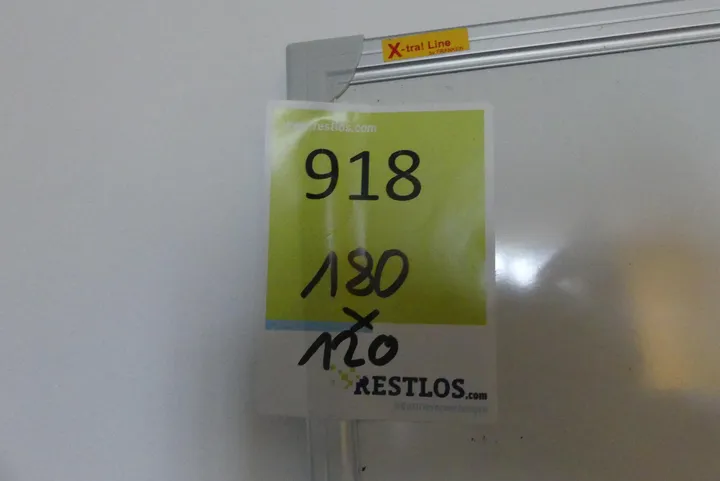 X-tra! Line
restlos.com
918
180
x
120
RESTLOS.com